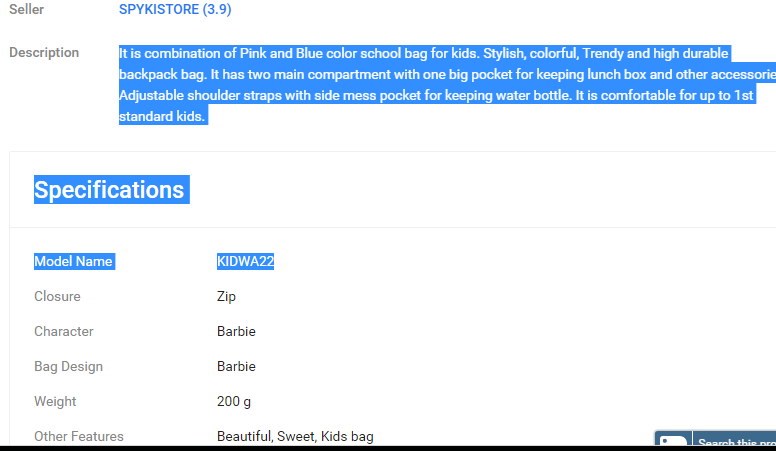 Seller SPYKISTORE (3.9)
Description It is combination of Pink and Blue color school bag for kids. Stylish, colorful, Trendy and high durable
backpack bag. It has two main compartment with one big pocket for keeping lunch box and other accessorie
Adjustable shoulder straps with side mess pocket for keeping water bottle. It is comfortable for up to 1st
standard kids.
Specifications
Model Name KIDWA22
Closure Zip
Character Barbie
Bag Design Barbie
Weight 200 g
Other Features Beautiful, Sweet, Kids bag
Search this pro